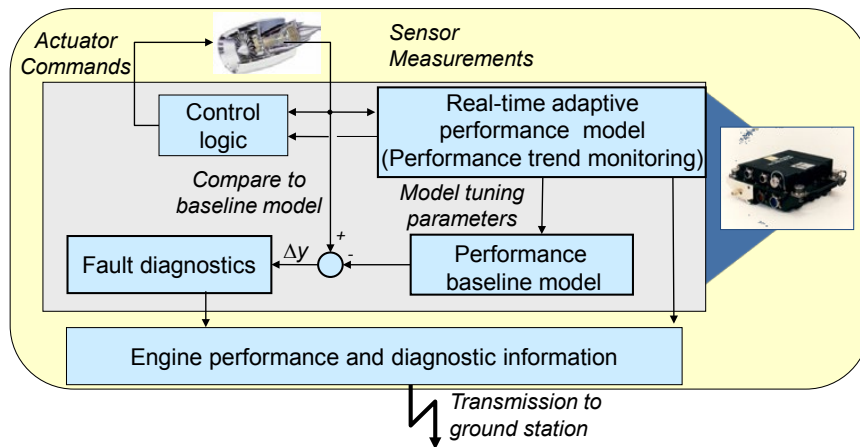 Actuator
Commands
Sensor
Measurements
Control
logic
Real-time adaptive
performance model
(Performance trend monitoring)
Compare to
baseline model
Model tuning
parameters
+
-
Δy
Fault diagnostics
Performance
baseline model
Engine performance and diagnostic information
Transmission to
ground station